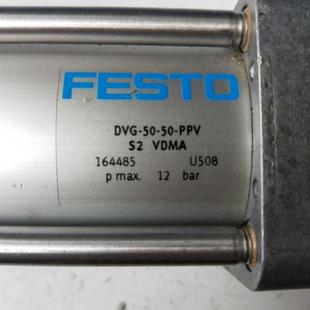 FESTO
DVG-50-50-PPV
S2 VDMA
164485 U508
p max. 12 bar